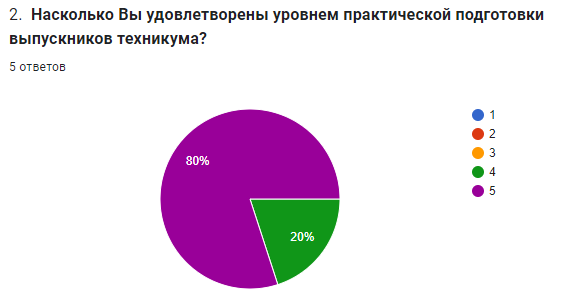 2. Насколько Вы удовлетворены уровнем практической подготовки
выпускников техникума?
5 ответов
80%
20%
1
2
3
4
5